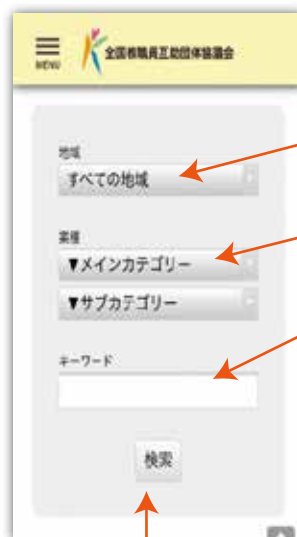 MENU
全国教職員互助団体協議会
地域
すべての地域
業種
▼メインカテゴリー
▼サブカテゴリー
キーワード
検索